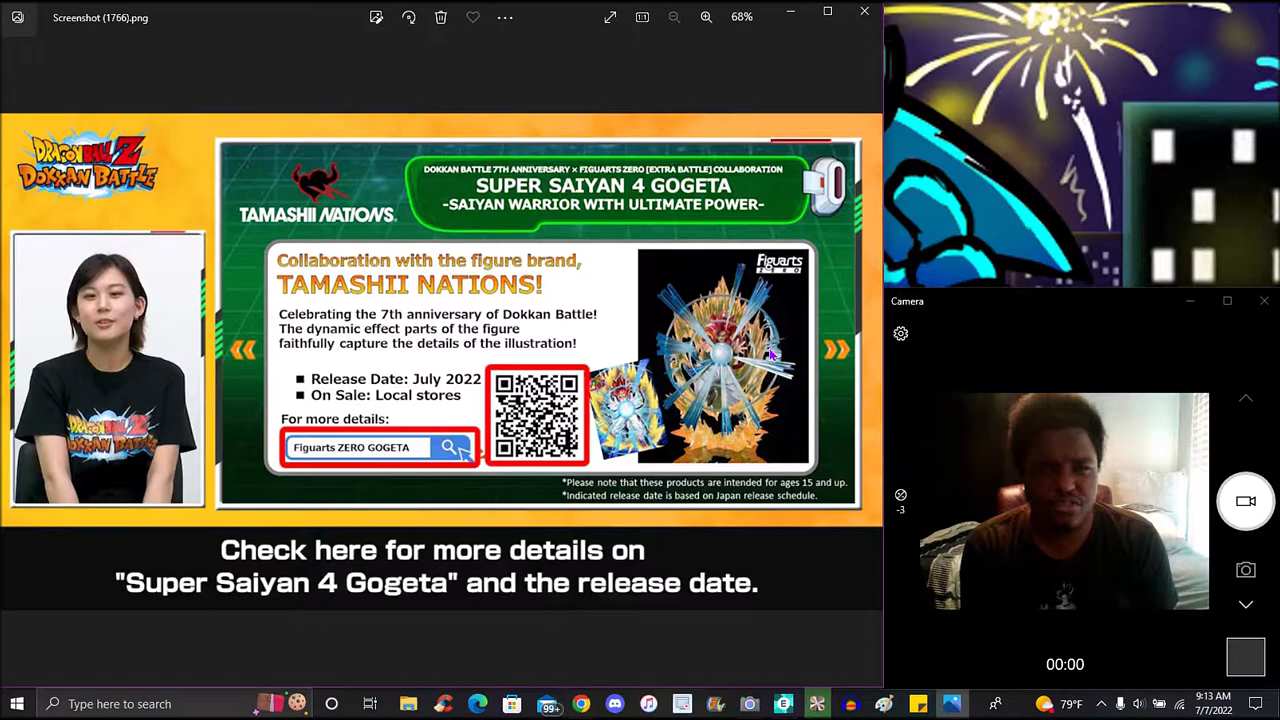 Screenshot (1766).png
68%
DRAGONBALL Z
DOKKAN BATTLE
TAMASHII NATIONS
DOKKAN BATTLE 7TH ANNIVERSARY × FIGUARTS ZERO [EXTRA BATTLE] COLLABORATION
SUPER SAIYAN 4 GOGETA
-SAIYAN WARRIOR WITH ULTIMATE POWER-
Collaboration with the figure brand,
TAMASHII NATIONS!
Celebrating the 7th anniversary of Dokkan Battle!
The dynamic effect parts of the figure
faithfully capture the details of the illustration!
■ Release Date: July 2022
■ On Sale: Local stores
For more details:
Figuarts ZERO GOGETA
Figuarts
ZERO
*Please note that these products are intended for ages 15 and up.
*Indicated release date is based on Japan release schedule.
DRAGONBALL Z
DOKKAN BATTLE
Check here for more details on
"Super Saiyan 4 Gogeta" and the release date.
Camera
-3
00:00
Type here to search
99+
79°F
9:13 AM
7/7/2022